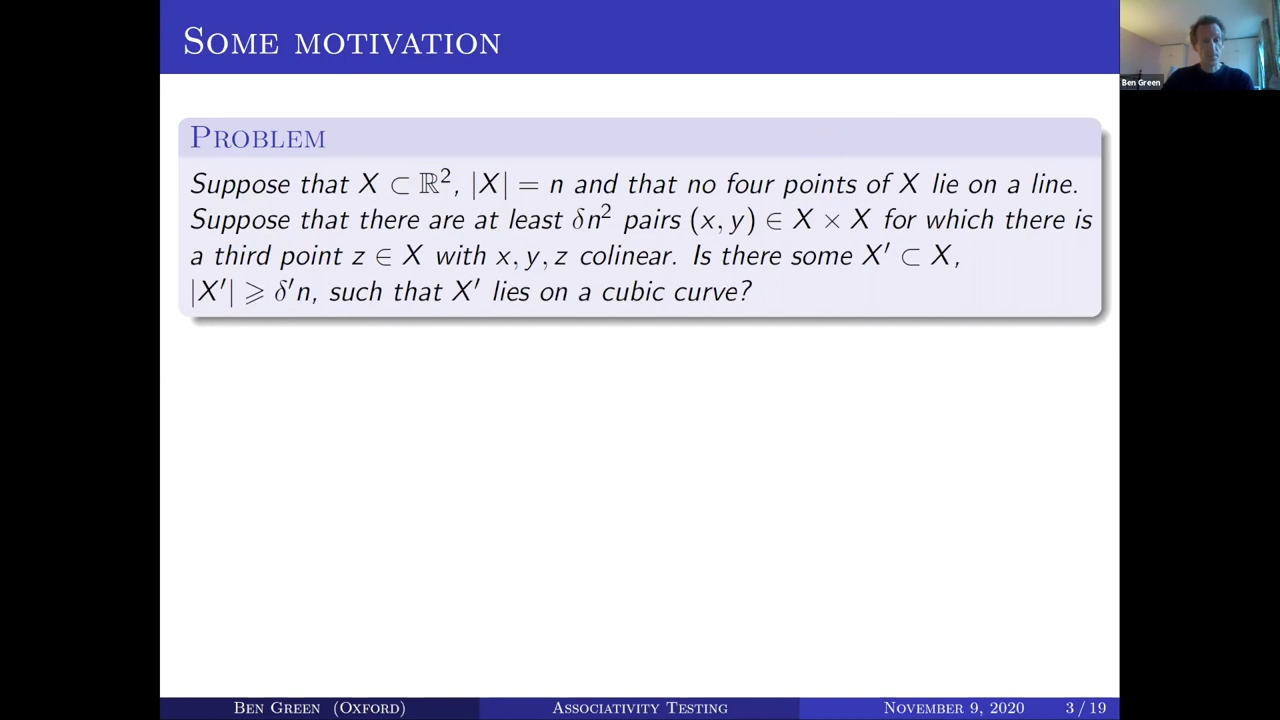 Some motivation
Ben Green
Problem
Suppose that X ⊂ ℝ², |X| = n and that no four points of X lie on a line.
Suppose that there are at least δn² pairs (x, y) ∈ X × X for which there is
a third point z ∈ X with x, y, z colinear. Is there some X′ ⊂ X,
|X′| ⩾ δ′n, such that X′ lies on a cubic curve?
Ben Green (Oxford)
Associativity Testing
November 9, 2020
3 / 19